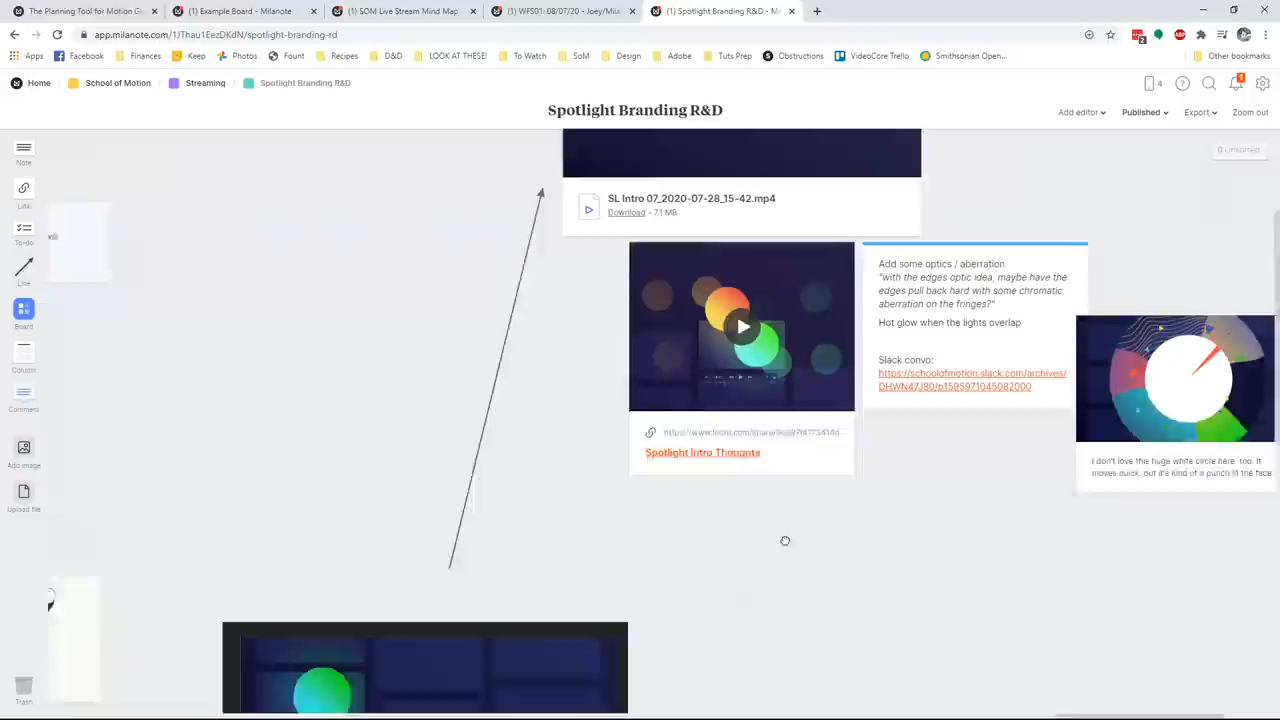 The Planning Tool for Motion G
(1) Example Board - Milanote
(1) SOM Live Stream Mind Map
(1) WFS01: 08/07/20 - Joey/Mila
(1) Spotlight Branding R&D - M
app.milanote.com/1JThau1EezDKdN/spotlight-branding-rd
Apps Facebook Finances Keep Photos Fount Recipes D&D LOOK AT THESE! To Watch SoM Design Adobe Tuts Prep Obstructions VideoCore Trello Smithsonian Open... Other bookmarks
Home School of Motion Streaming Spotlight Branding R&D
4
1
Spotlight Branding R&D
Add editor Published Export Zoom out
0 Unsorted
Note
Link
To-do
Line
Board
Column
Comment
Add image
Upload file
Trash
SL Intro 07_2020-07-28_15-42.mp4
Download - 7.1 MB
Spotlight Intro Thoughts
Add some optics / aberration
"with the edges optic idea, maybe have the
edges pull back hard with some chromatic
aberration on the fringes?"
Hot glow when the lights overlap
Slack convo:
https://schoolofmotion.slack.com/archives/
DHWN47J80/p1595971045082000
I don't love the huge white circle here, too. It
moves quick, but it's kind of a punch in the face